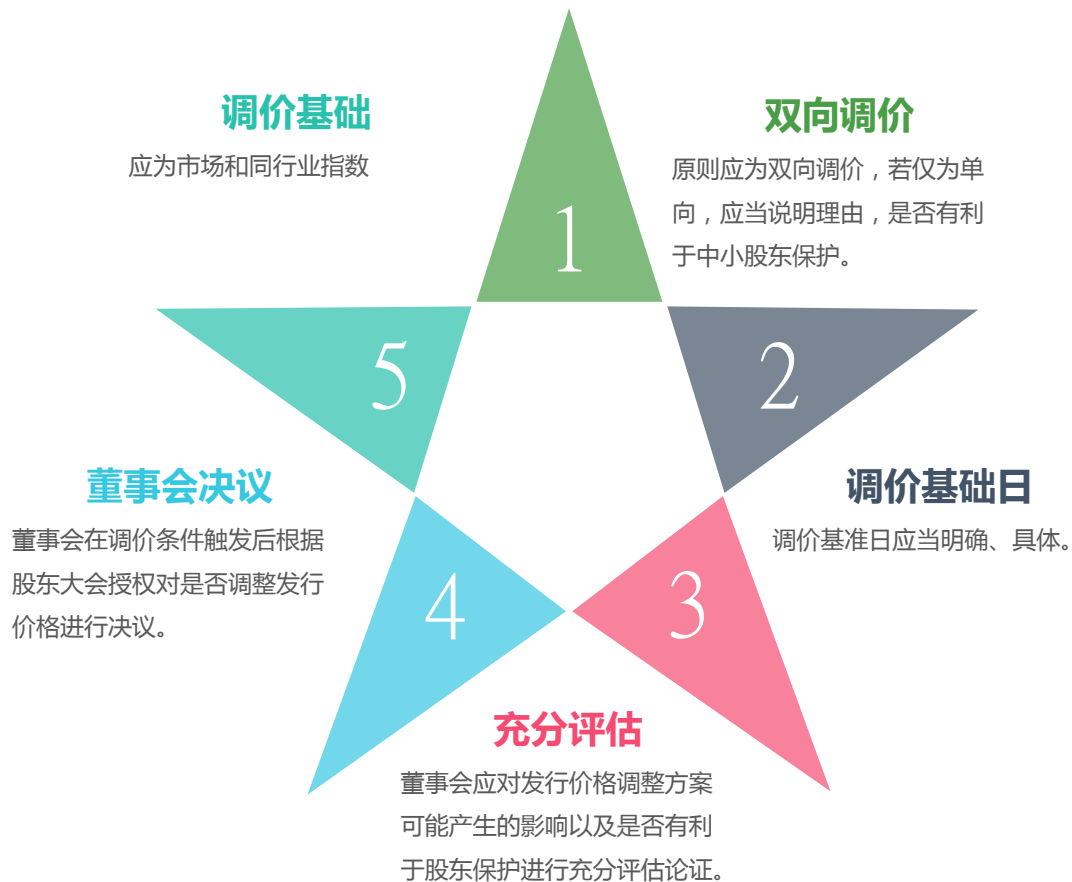 调价基础
应为市场和同行业指数
双向调价
原则应为双向调价，若仅为单
向，应当说明理由，是否有利
于中小股东保护。
1
5
2
董事会决议
董事会在调价条件触发后根据
股东大会授权对是否调整发行
价格进行决议。
调价基础日
调价基准日应当明确、具体。
4
3
充分评估
董事会应对发行价格调整方案
可能产生的影响以及是否有利
于股东保护进行充分评估论证。